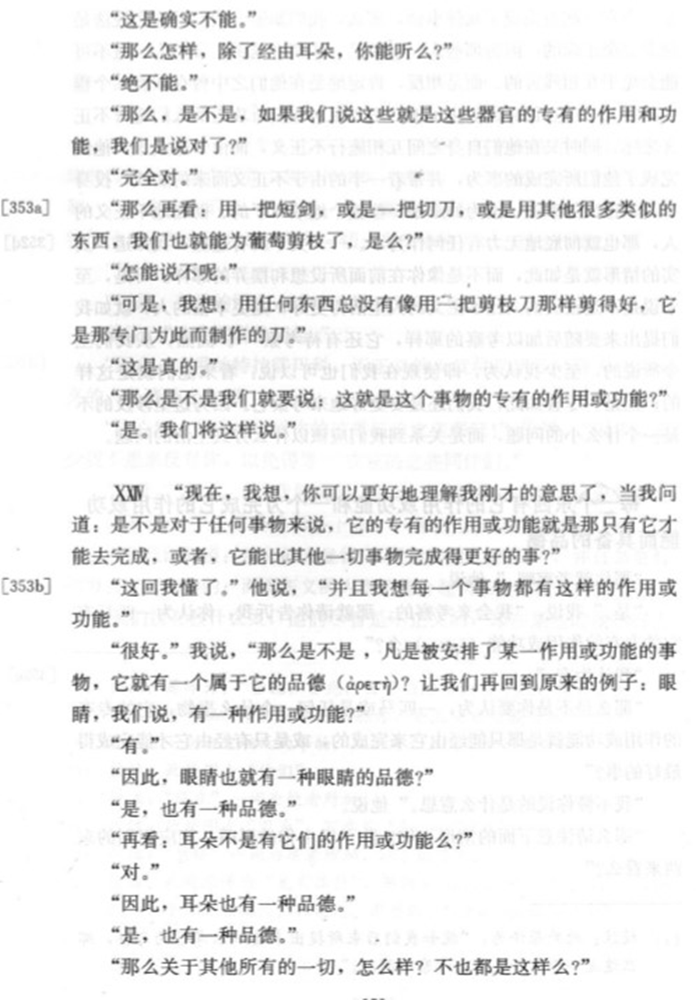 “这是确实不能。”
“那么怎样，除了经由耳朵，你能听么？”
“绝不能。”
“那么，是不是，如果我们说这些就是这些器官的专有的作用和功
能，我们是说对了？”
“完全对。”
[353a] “那么再看：用一把短剑，或是一把切刀，或是用其他很多类似的
东西，我们也就能为葡萄剪枝了，是么？”
“怎能说不呢。”
“可是，我想，用任何东西总没有像用一把剪枝刀那样剪得好，它
是那专门为此而制作的刀。”
“这是真的。”
“那么是不是我们就要说：这就是这个事物的专有的作用或功能？”
“是。我们将这样说。”
XXIV “现在，我想，你可以更好地理解我刚才的意思了，当我问
道：是不是对于任何事物来说，它的专有的作用或功能就是那只有它才
能去完成，或者，它能比其他一切事物完成得更好的事？”
[353b] “这回我懂了，”他说，“并且我想每一个事物都有这样的作用或
功能。”
“很好。”我说，“那么是不是，凡是被安排了某一作用或功能的事
物，它就有一个属于它的品德（ἀρετὴ）？让我们再回到原来的例子：眼
睛，我们说，有一种作用或功能？”
“有。”
“因此，眼睛也就有一种眼睛的品德？”
“是，也有一种品德。”
“再看：耳朵不是有它们的作用或功能么？”
“对。”
“因此，耳朵也有一种品德。”
“是，也有一种品德。”
“那么关于其他所有的一切，怎么样？不也都是这样么？”